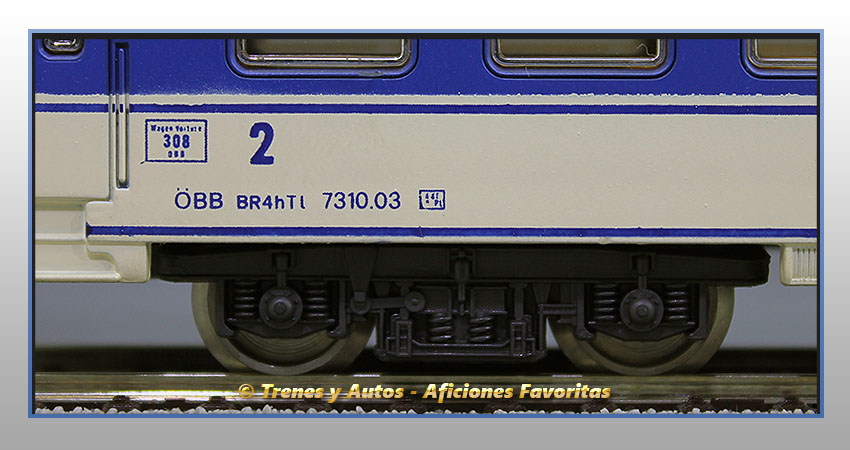 Wagen Voiture
308
ÖBB
2
ÖBB BR4hTl 7310.03
© Trenes y Autos - Aficiones Favoritas